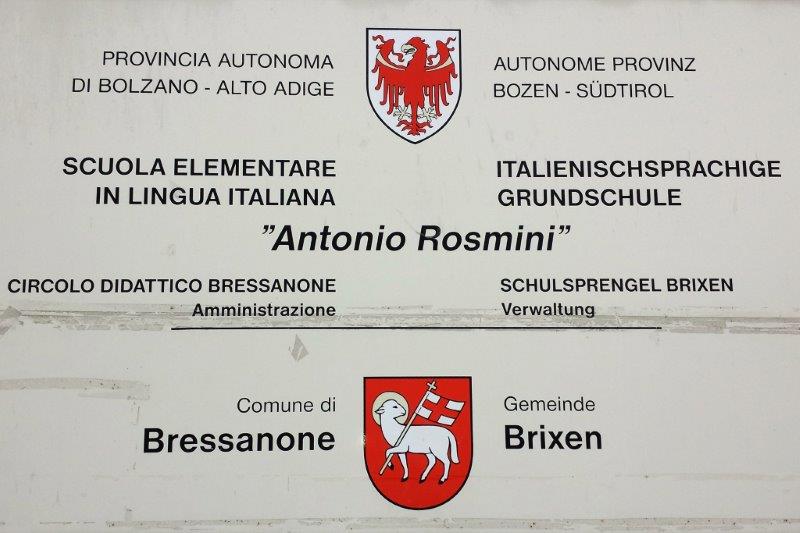 PROVINCIA AUTONOMA
DI BOLZANO - ALTO ADIGE
AUTONOME PROVINZ
BOZEN - SÜDTIROL
SCUOLA ELEMENTARE
IN LINGUA ITALIANA
ITALIENISCHSPRACHIGE
GRUNDSCHULE
”Antonio Rosmini”
CIRCOLO DIDATTICO BRESSANONE
Amministrazione
SCHULSPRENGEL BRIXEN
Verwaltung
Comune di
Bressanone
Gemeinde
Brixen